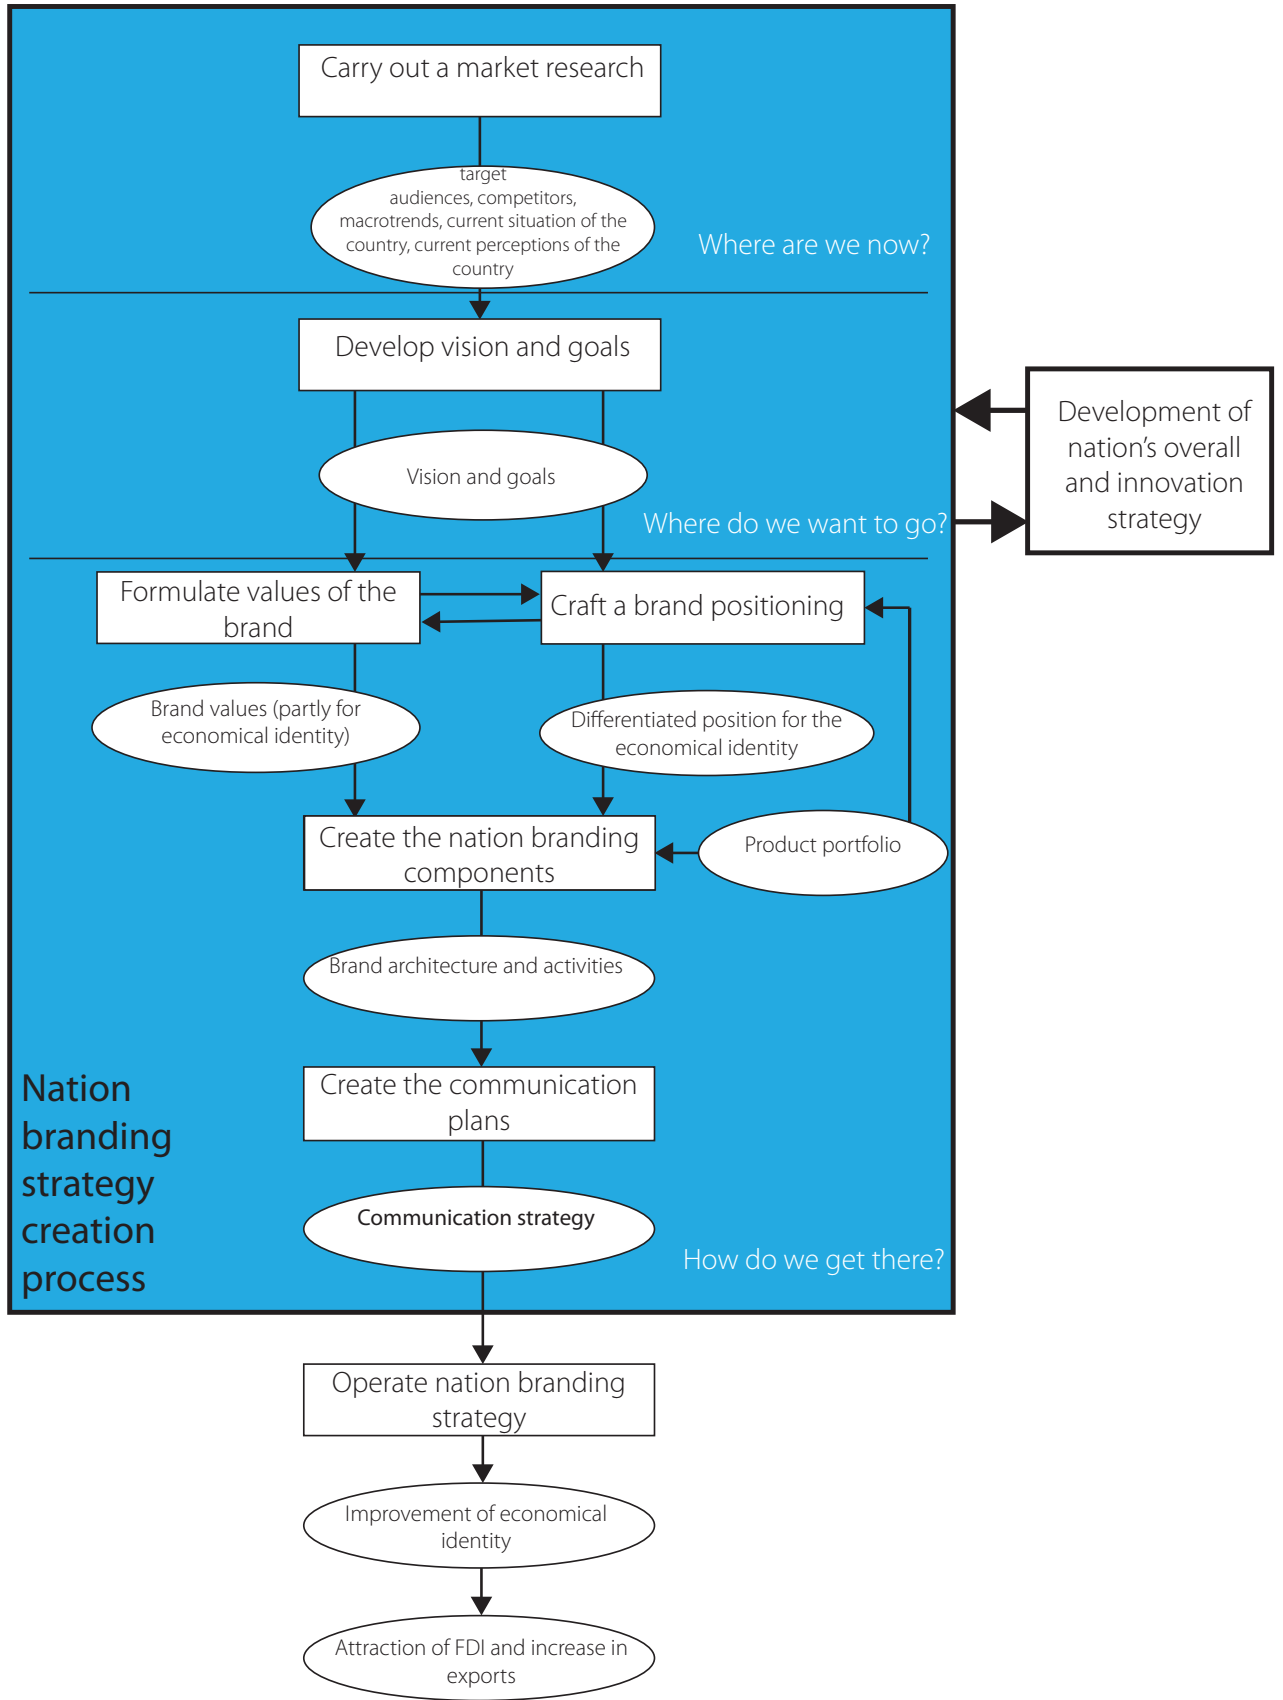 Carry out a market research
target
audiences, competitors,
macrotrends, current situation of the
country, current perceptions of the
country
Where are we now?
Develop vision and goals
Vision and goals
Where do we want to go?
Development of
nation's overall
and innovation
strategy
Formulate values of the
brand
Craft a brand positioning
Brand values (partly for
economical identity)
Differentiated position for the
economical identity
Create the nation branding
components
Product portfolio
Brand architecture and activities
Create the communication
plans
Communication strategy
How do we get there?
Nation
branding
strategy
creation
process
Operate nation branding
strategy
Improvement of economical
identity
Attraction of FDI and increase in
exports